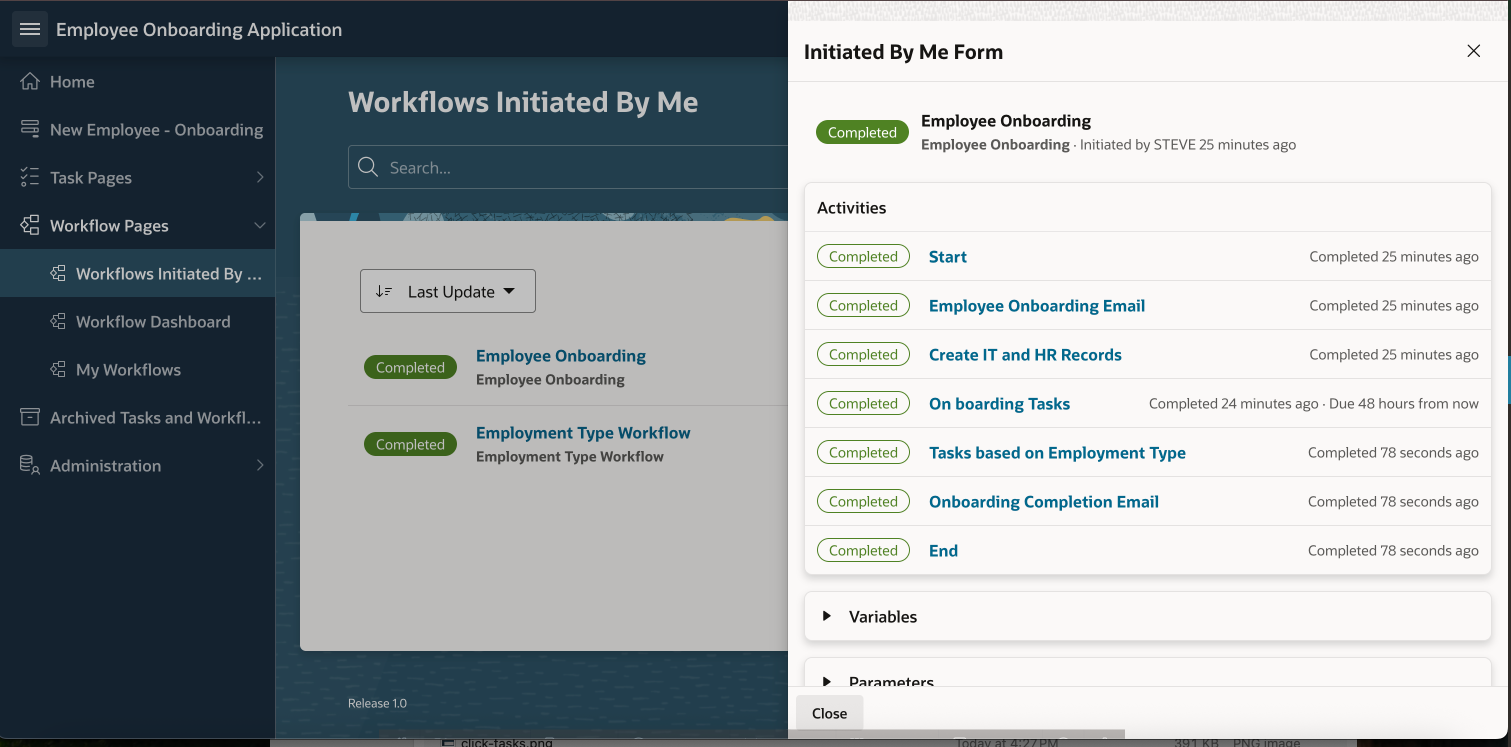 Employee Onboarding Application
Home
New Employee - Onboarding
Task Pages
Workflow Pages
Workflows Initiated By ...
Workflow Dashboard
My Workflows
Archived Tasks and Workfl...
Administration
Workflows Initiated By Me
Search...
Last Update
Completed
Employee Onboarding
Employee Onboarding
Completed
Employment Type Workflow
Employment Type Workflow
Release 1.0
Initiated By Me Form
Completed
Employee Onboarding
Employee Onboarding · Initiated by STEVE 25 minutes ago
Activities
Completed Start Completed 25 minutes ago
Completed Employee Onboarding Email Completed 25 minutes ago
Completed Create IT and HR Records Completed 25 minutes ago
Completed On boarding Tasks Completed 24 minutes ago · Due 48 hours from now
Completed Tasks based on Employment Type Completed 78 seconds ago
Completed Onboarding Completion Email Completed 78 seconds ago
Completed End Completed 78 seconds ago
Variables
Parameters
Close
click-tasks.png Today at 4:27 PM 391 KB PNG image